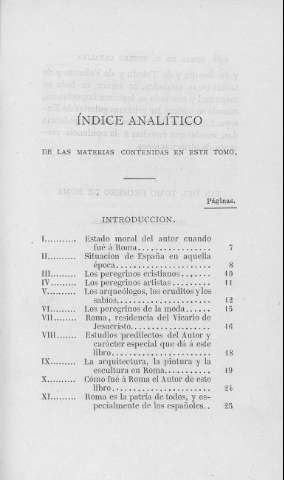 ÍNDICE ANALÍTICO
DE LAS MATERIAS CONTENIDAS EN ESTE TOMO.
Páginas.
INTRODUCCION.
I.......... Estado moral del autor cuando
fué á Roma........... 7
II......... Situacion de España en aquella
época............... 8
III........ Los peregrinos cristianos...... 10
IV........ Los peregrinos artistas........ 11
V......... Los arqueólogos, los eruditos y los
sabios............... 12
VI........ Los peregrinos de la moda..... 15
VII....... Roma, residencia del Vicario de
Jesucristo............ 16
VIII...... Estudios predilectos del Autor y
carácter especial que dá á este
libro............... 18
IX........ La arquitectura, la pintura y la
escultura en Roma.......... 19
X......... Cómo fué á Roma el Autor de este
libro............... 24
XI........ Roma es la patria de todos, y es-
pecialmente de los españoles.. 25